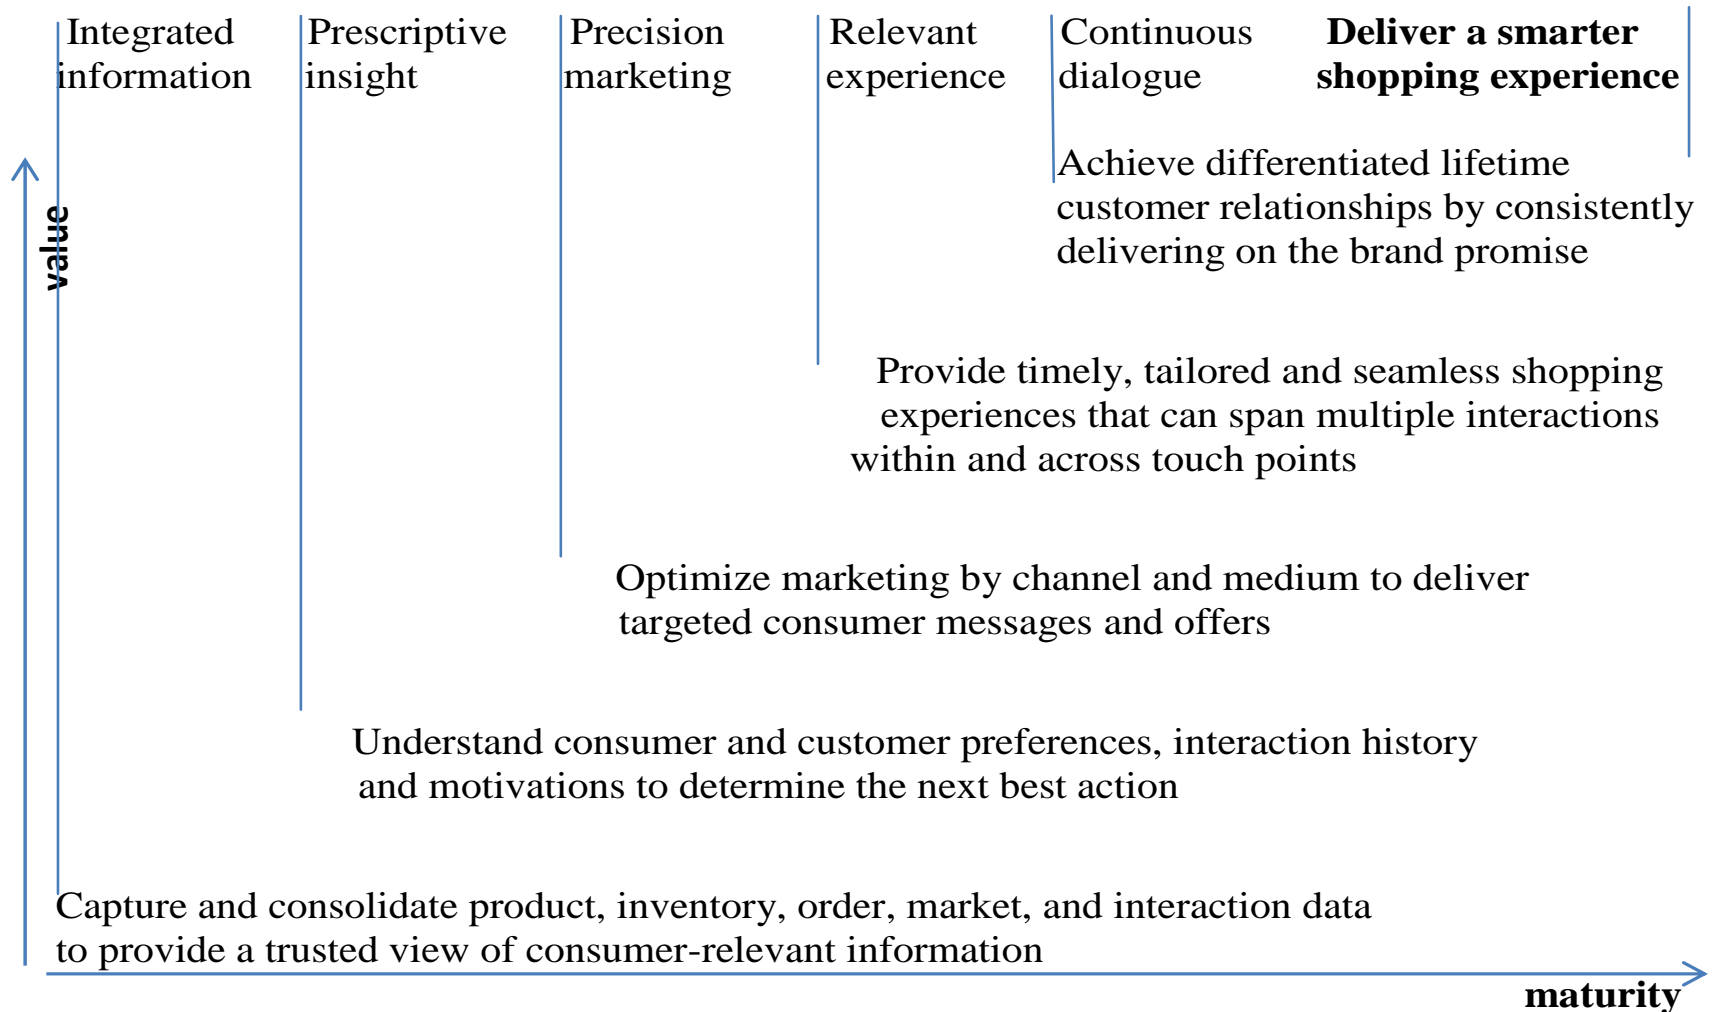 Integrated
information
Prescriptive
insight
Precision
marketing
Relevant
experience
Continuous
dialogue
Deliver a smarter
shopping experience
value
Achieve differentiated lifetime
customer relationships by consistently
delivering on the brand promise
Provide timely, tailored and seamless shopping
experiences that can span multiple interactions
within and across touch points
Optimize marketing by channel and medium to deliver
targeted consumer messages and offers
Understand consumer and customer preferences, interaction history
and motivations to determine the next best action
Capture and consolidate product, inventory, order, market, and interaction data
to provide a trusted view of consumer-relevant information
maturity